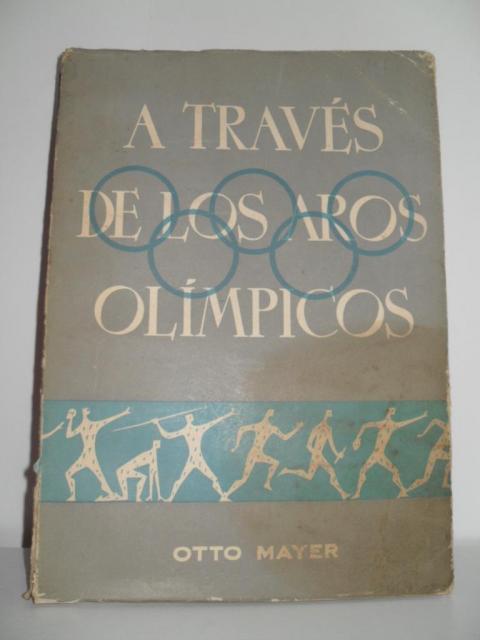 A TRAVÉS
DE LOS AROS
OLÍMPICOS
OTTO MAYER